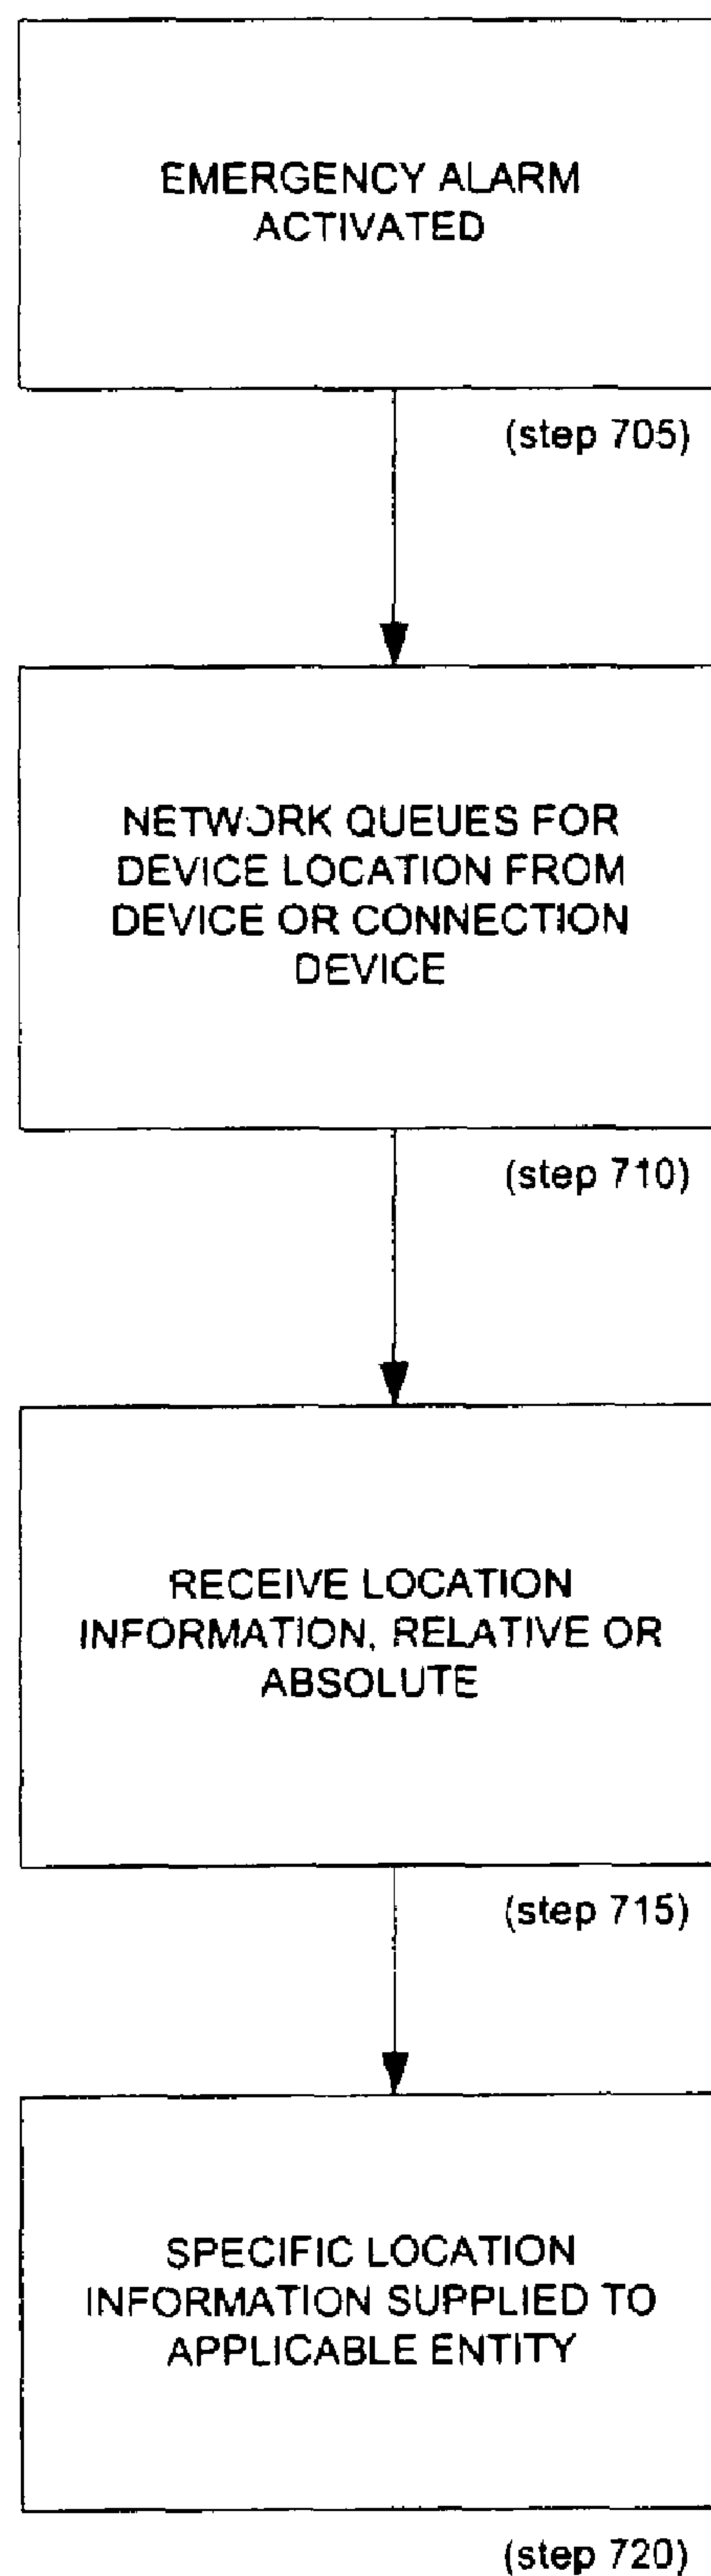 EMERGENCY ALARM
ACTIVATED
(step 705)
NETWORK QUEUES FOR
DEVICE LOCATION FROM
DEVICE OR CONNECTION
DEVICE
(step 710)
RECEIVE LOCATION
INFORMATION, RELATIVE OR
ABSOLUTE
(step 715)
SPECIFIC LOCATION
INFORMATION SUPPLIED TO
APPLICABLE ENTITY
(step 720)